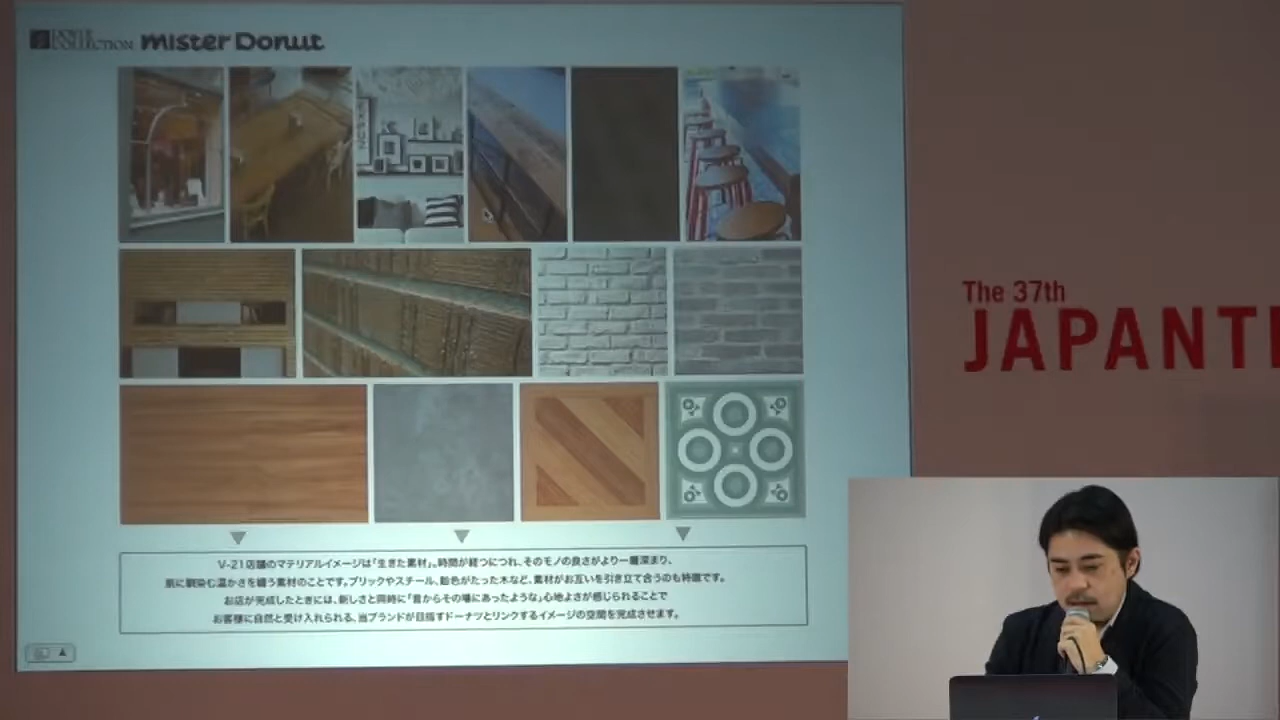 COLLECTION mister Donut
The 37th
JAPANT
V-21店舗のマテリアルイメージは「生きた素材」。時間が経つにつれ、そのモノの良さがより一層深まり、
肌に馴染む温かさを纏う素材のことです。ブリックやスチール、飴色がたった木など、素材がお互いを引き立て合うのも特徴です。
お店が完成したときには、新しさと同時に「昔からその場にあったような」心地よさが感じられることで
お客様に自然と受け入れられる、当ブランドが目指すドーナツとリンクするイメージの空間を完成させます。